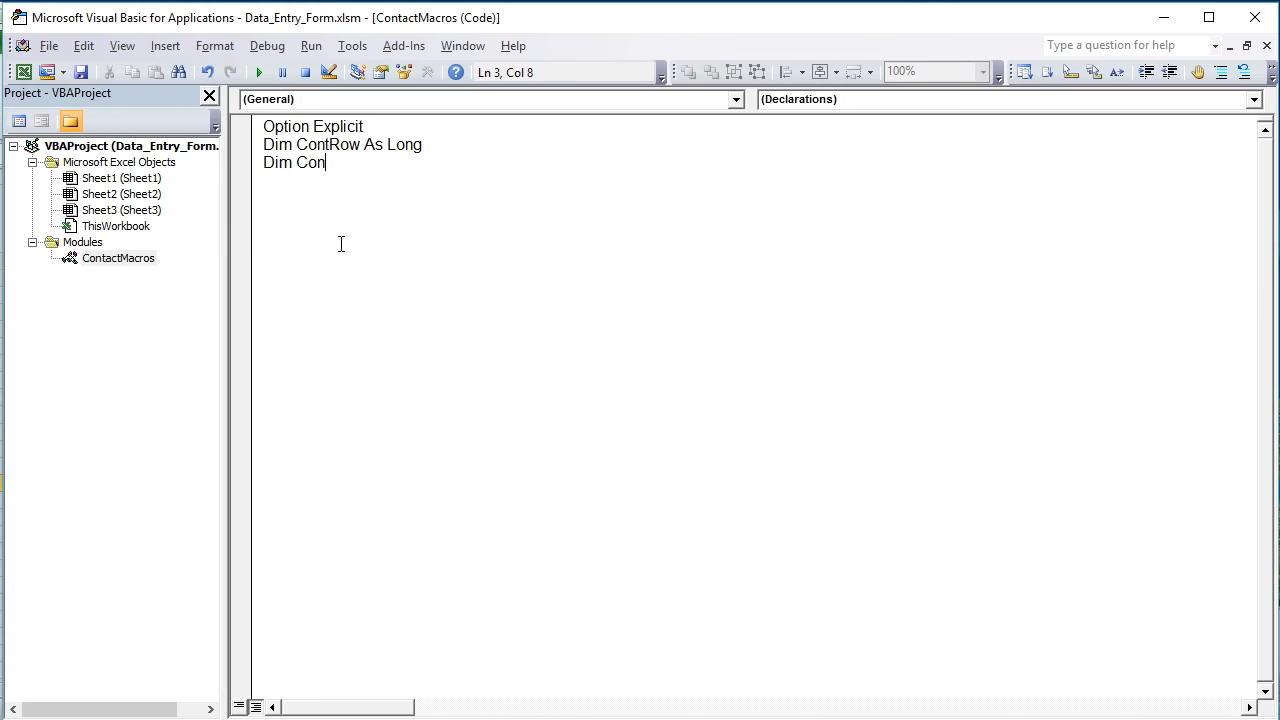 Microsoft Visual Basic for Applications - Data_Entry_Form.xlsm - [ContactMacros (Code)]
File Edit View Insert Format Debug Run Tools Add-Ins Window Help
Type a question for help
Ln 3, Col 8
100%
Project - VBAProject
(General)
(Declarations)
VBAProject (Data_Entry_Form.
Microsoft Excel Objects
Sheet1 (Sheet1)
Sheet2 (Sheet2)
Sheet3 (Sheet3)
ThisWorkbook
Modules
ContactMacros
Option Explicit
Dim ContRow As Long
Dim Con